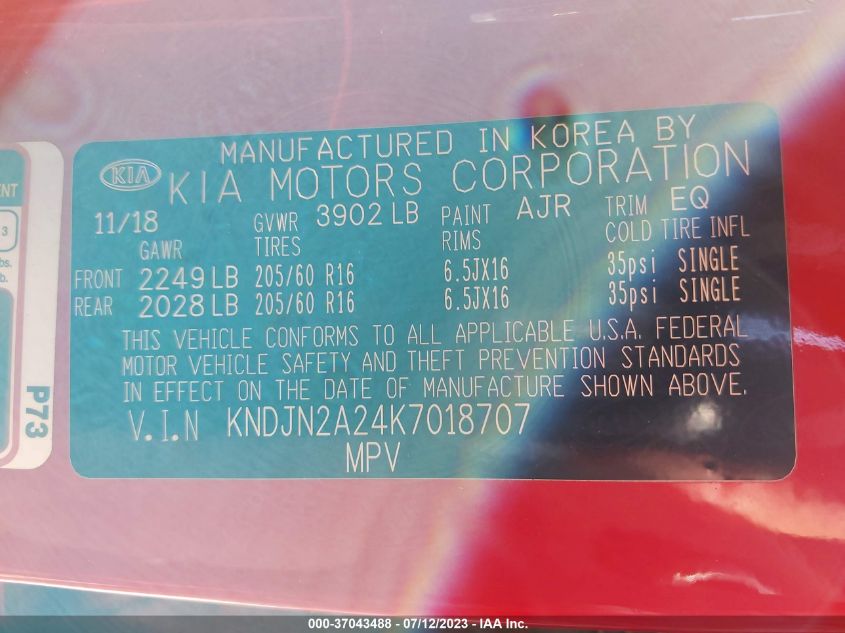 MANUFACTURED IN KOREA BY
KIA KIA MOTORS CORPORATION
11/18 GVWR 3902 LB PAINT AJR TRIM EQ
GAWR TIRES RIMS COLD TIRE INFL
FRONT 2249 LB 205/60 R16 6.5JX16 35psi SINGLE
REAR 2028 LB 205/60 R16 6.5JX16 35psi SINGLE
THIS VEHICLE CONFORMS TO ALL APPLICABLE U.S.A. FEDERAL
MOTOR VEHICLE SAFETY AND THEFT PREVENTION STANDARDS
IN EFFECT ON THE DATE OF MANUFACTURE SHOWN ABOVE.
V.I.N KNDJN2A24K7018707
MPV
3
P73
000-37043488 - 07/12/2023 - IAA Inc.